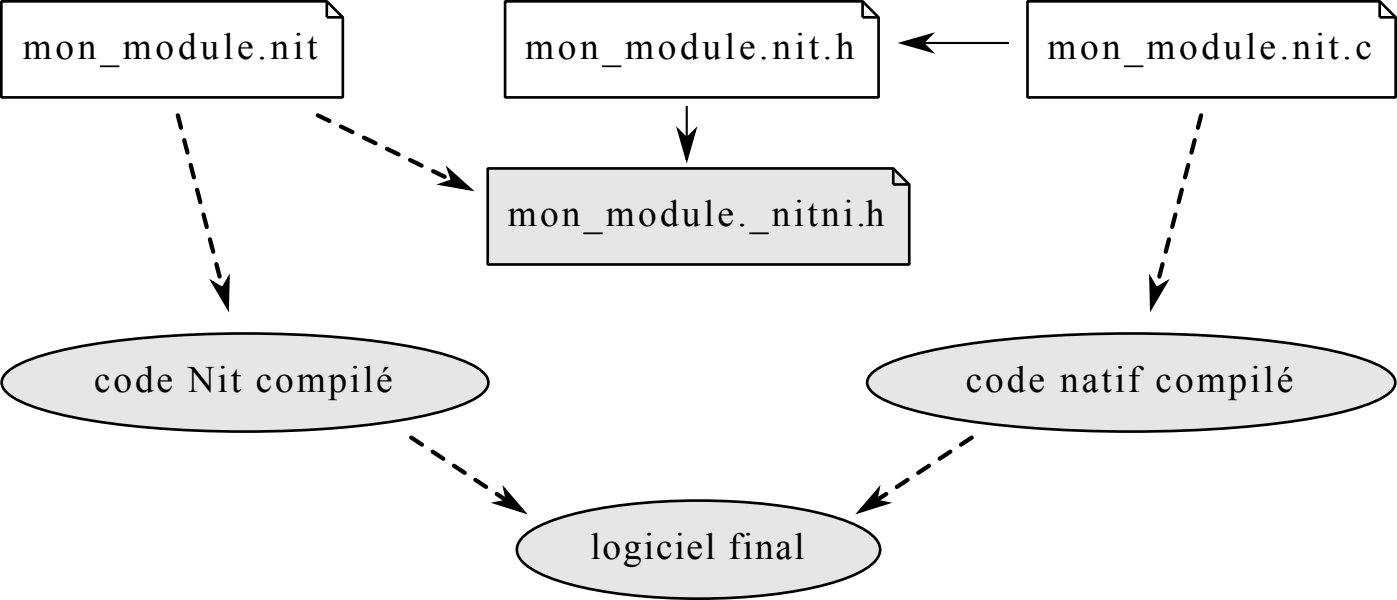 mon_module.nit
mon_module.nit.h
mon_module.nit.c
mon_module._nitni.h
code Nit compilé
code natif compilé
logiciel final